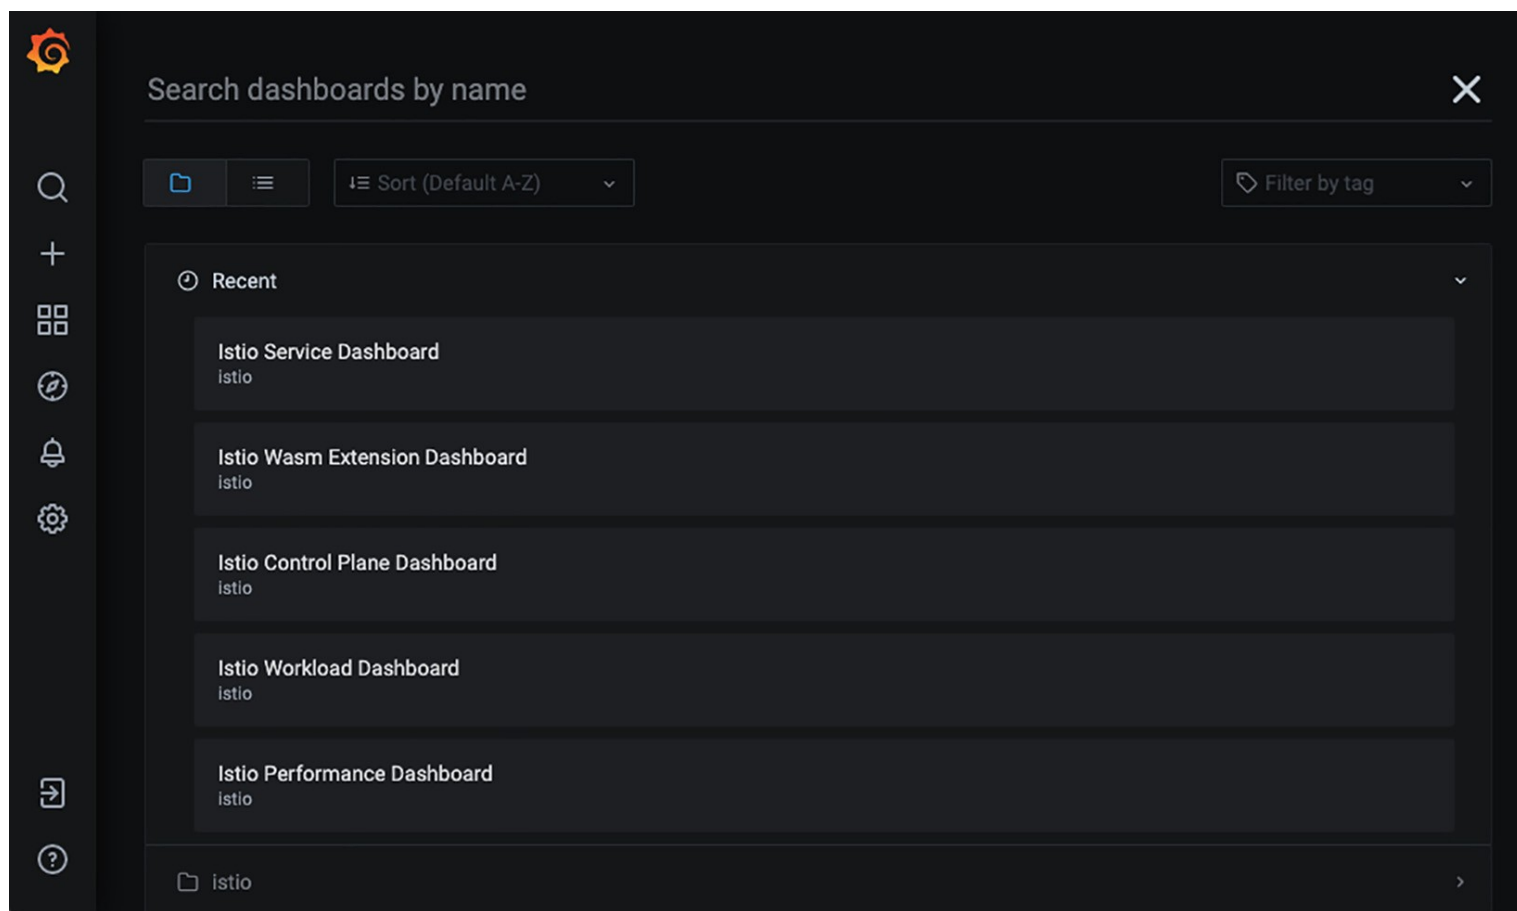 Search dashboards by name
Sort (Default A-Z)
Filter by tag
Recent
Istio Service Dashboard
istio
Istio Wasm Extension Dashboard
istio
Istio Control Plane Dashboard
istio
Istio Workload Dashboard
istio
Istio Performance Dashboard
istio
istio